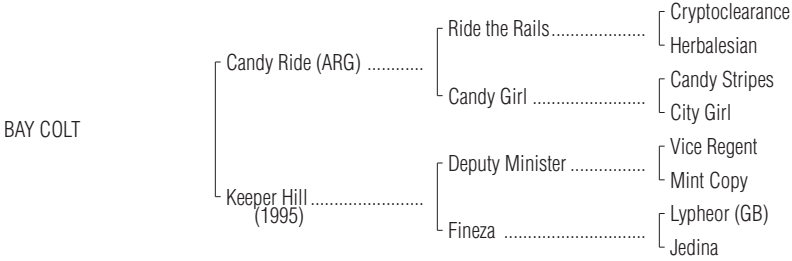 Cryptoclearance
Ride the Rails....................
Herbalesian
Candy Ride (ARG) ............
Candy Stripes
Candy Girl ........................
City Girl
BAY COLT
Vice Regent
Deputy Minister ................
Mint Copy
Keeper Hill........................
(1995)
Lypheor (GB)
Fineza ..............................
Jedina